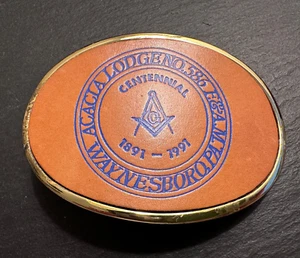 ACACIA LODGE NO. 586 F.&A.M.
CENTENNIAL
G
1891 - 1991
WAYNESBORO, PA.